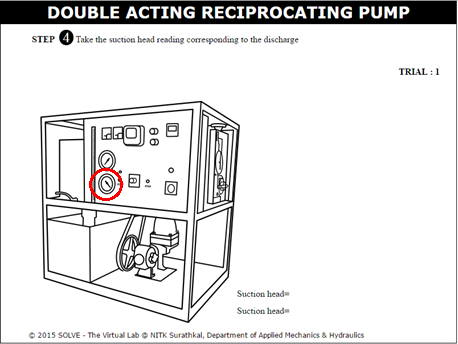 DOUBLE ACTING RECIPROCATING PUMP
STEP 4 Take the suction head reading corresponding to the discharge
TRIAL : 1
Suction head=
Suction head=
© 2015 SOLVE - The Virtual Lab @ NITK Surathkal, Department of Applied Mechanics & Hydraulics